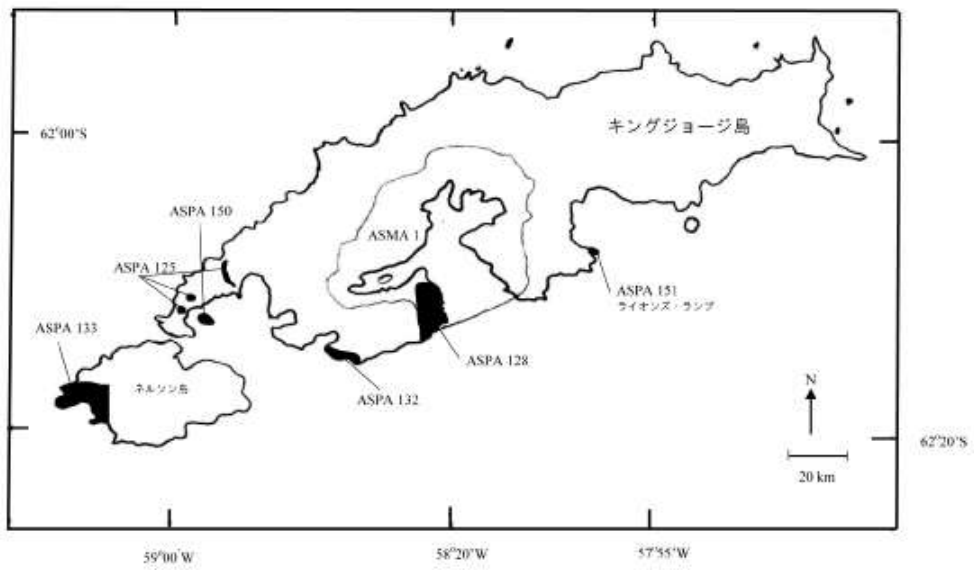 62°00'S
キングジョージ島
ASPA 150
ASMA 1
ASPA 125
ASPA 151
ライオンズ・ランプ
ASPA 133
ASPA 128
ネルソン島
ASPA 132
N
62°20'S
20 km
59°00'W
58°20'W
57°55'W